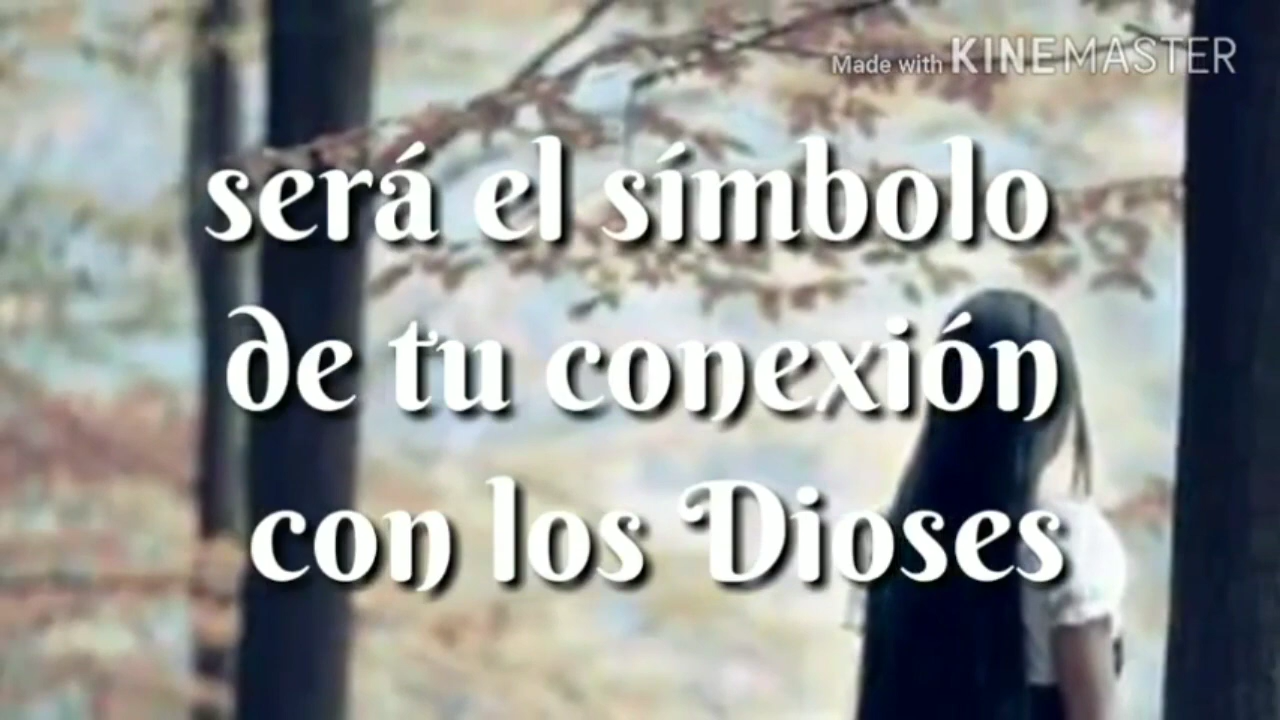 Made with KINEMASTER
será el símbolo
de tu conexión
con los Dioses